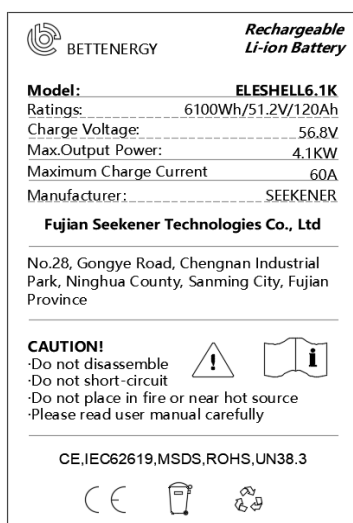 BETTENERGY
Rechargeable
Li-ion Battery
Model: ELESHELL6.1K
Ratings: 6100Wh/51.2V/120Ah
Charge Voltage: 56.8V
Max.Output Power: 4.1KW
Maximum Charge Current 60A
Manufacturer: SEEKENER
Fujian Seekener Technologies Co., Ltd
No.28, Gongye Road, Chengnan Industrial
Park, Ninghua County, Sanming City, Fujian
Province
CAUTION!
·Do not disassemble
·Do not short-circuit
·Do not place in fire or near hot source
·Please read user manual carefully
CE,IEC62619,MSDS,ROHS,UN38.3
CE